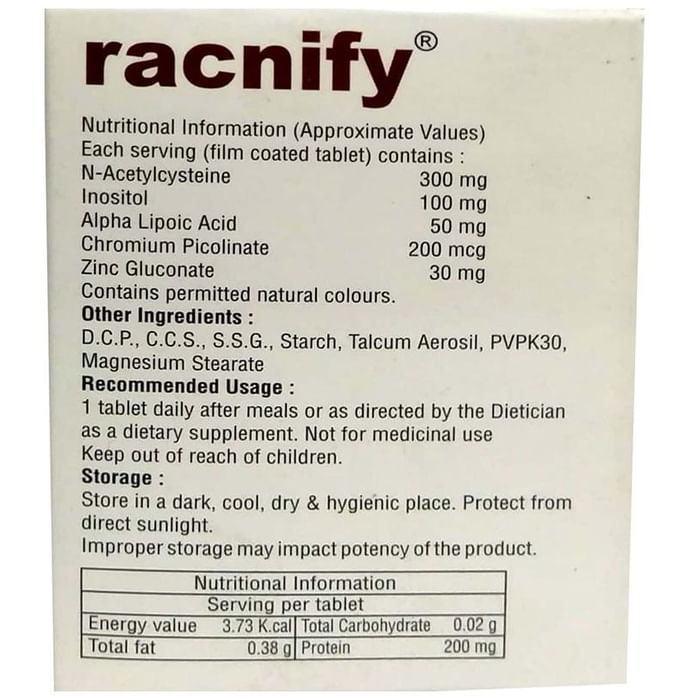 racnify®
Nutritional Information (Approximate Values)
Each serving (film coated tablet) contains :
N-Acetylcysteine 300 mg
Inositol 100 mg
Alpha Lipoic Acid 50 mg
Chromium Picolinate 200 mcg
Zinc Gluconate 30 mg
Contains permitted natural colours.
Other Ingredients :
D.C.P., C.C.S., S.S.G., Starch, Talcum Aerosil, PVPK30,
Magnesium Stearate
Recommended Usage :
1 tablet daily after meals or as directed by the Dietician
as a dietary supplement. Not for medicinal use
Keep out of reach of children.
Storage :
Store in a dark, cool, dry & hygienic place. Protect from
direct sunlight.
Improper storage may impact potency of the product.
Nutritional Information
Serving per tablet
Energy value 3.73 K.cal Total Carbohydrate 0.02 g
Total fat 0.38 g Protein 200 mg